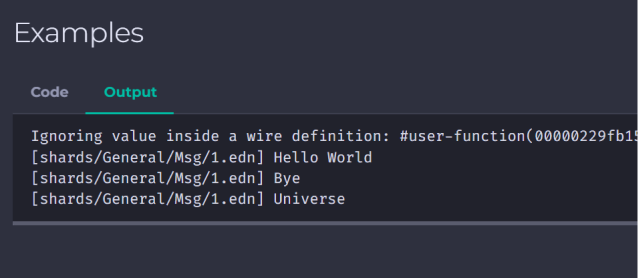 Examples
Code Output
Ignoring value inside a wire definition: #user-function(00000229fb15
[shards/General/Msg/1.edn] Hello World
[shards/General/Msg/1.edn] Bye
[shards/General/Msg/1.edn] Universe